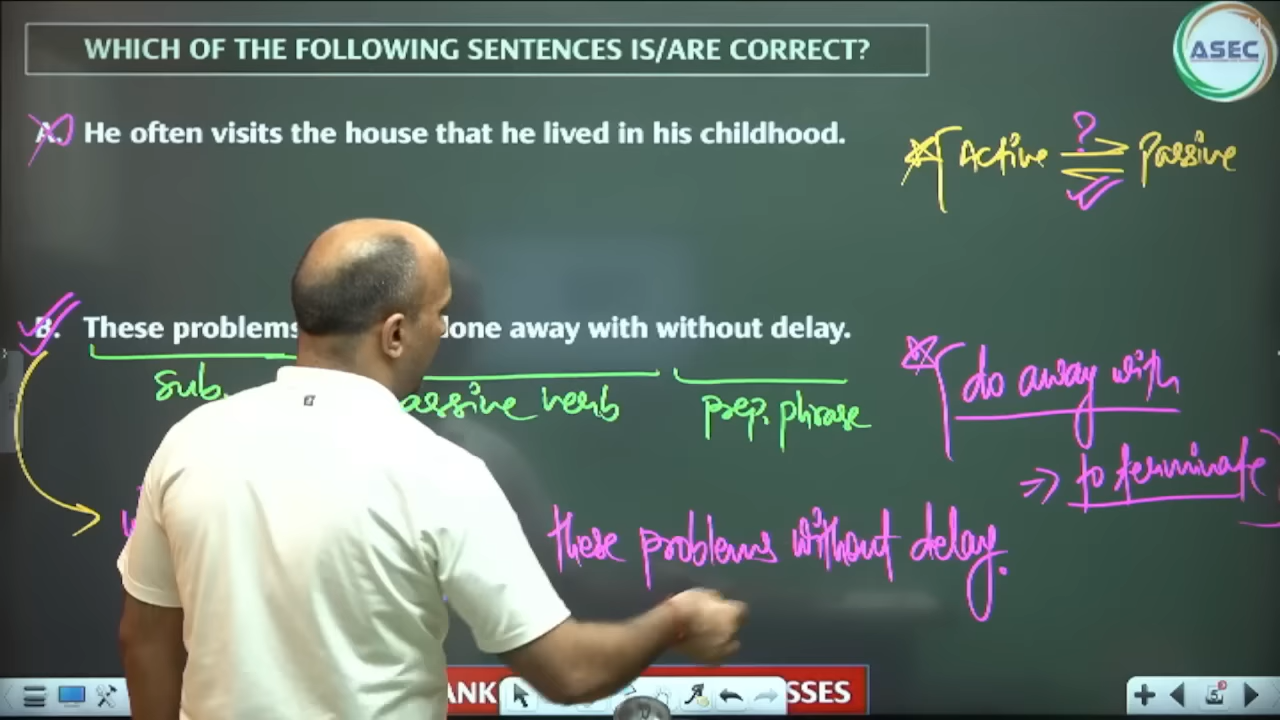 WHICH OF THE FOLLOWING SENTENCES IS/ARE CORRECT?
ASEC
A. He often visits the house that he lived in his childhood.
Active ? Passive
B. These problems done away with without delay.
sub. passive verb prep. phrase
do away with
⇒ to terminate
these problems without delay.
5